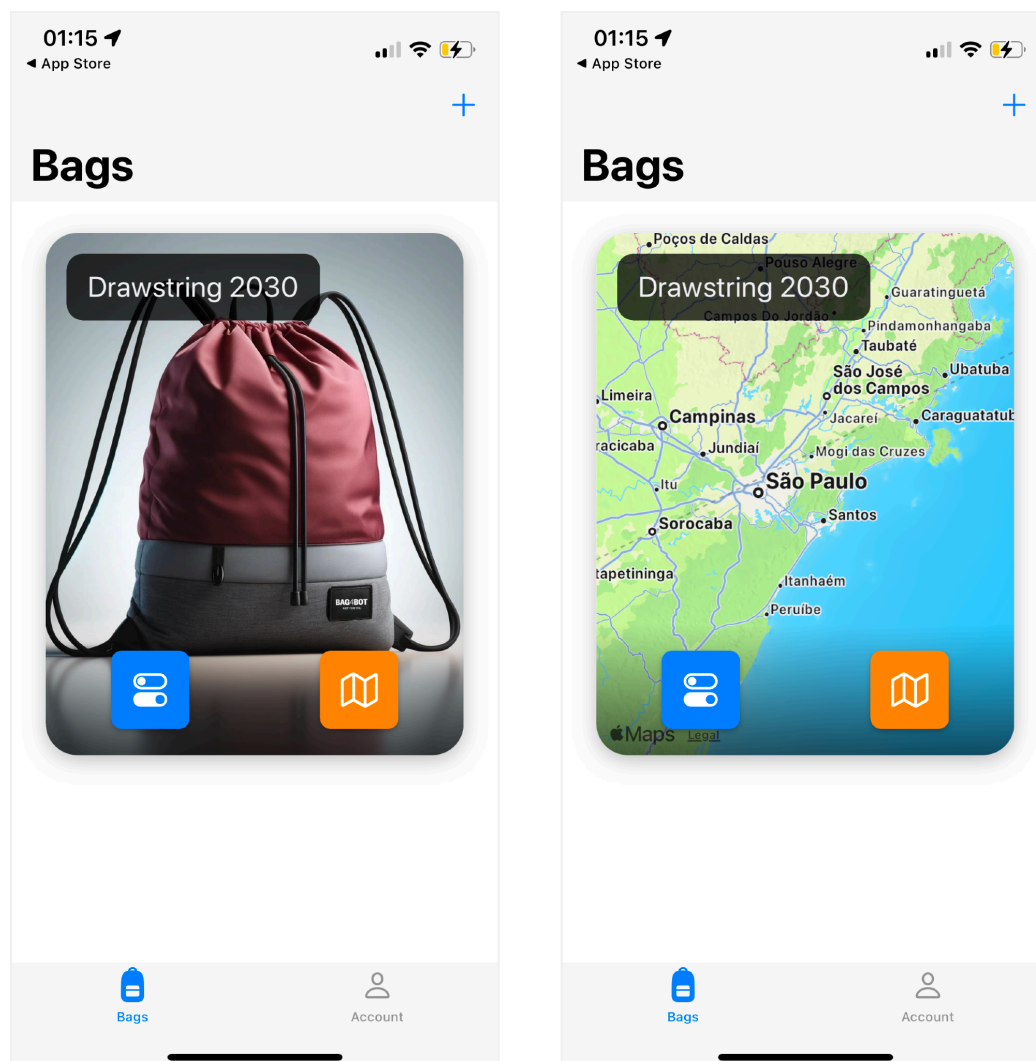 01:15
App Store
Bags
Drawstring 2030
BAG4BOT
Bags
Account
01:15
App Store
Bags
Poços de Caldas
Pouso Alegre
Drawstring 2030
Guaratinguetá
Campos Do Jordão
Pindamonhangaba
Taubaté
São José
dos Campos
Ubatuba
Limeira
Campinas
Jacareí
Caraguatatub
racicaba
Jundiaí
Mogi das Cruzes
Itu
São Paulo
Sorocaba
Santos
tapetininga
Itanhaém
Peruíbe
Maps Legal
Bags
Account